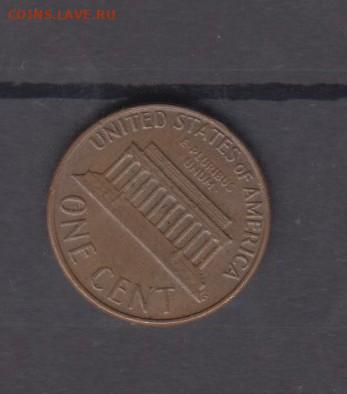 COINS.LAVE.RU
UNITED STATES OF AMERICA
E·PLURIBUS
UNUM
ONE CENT